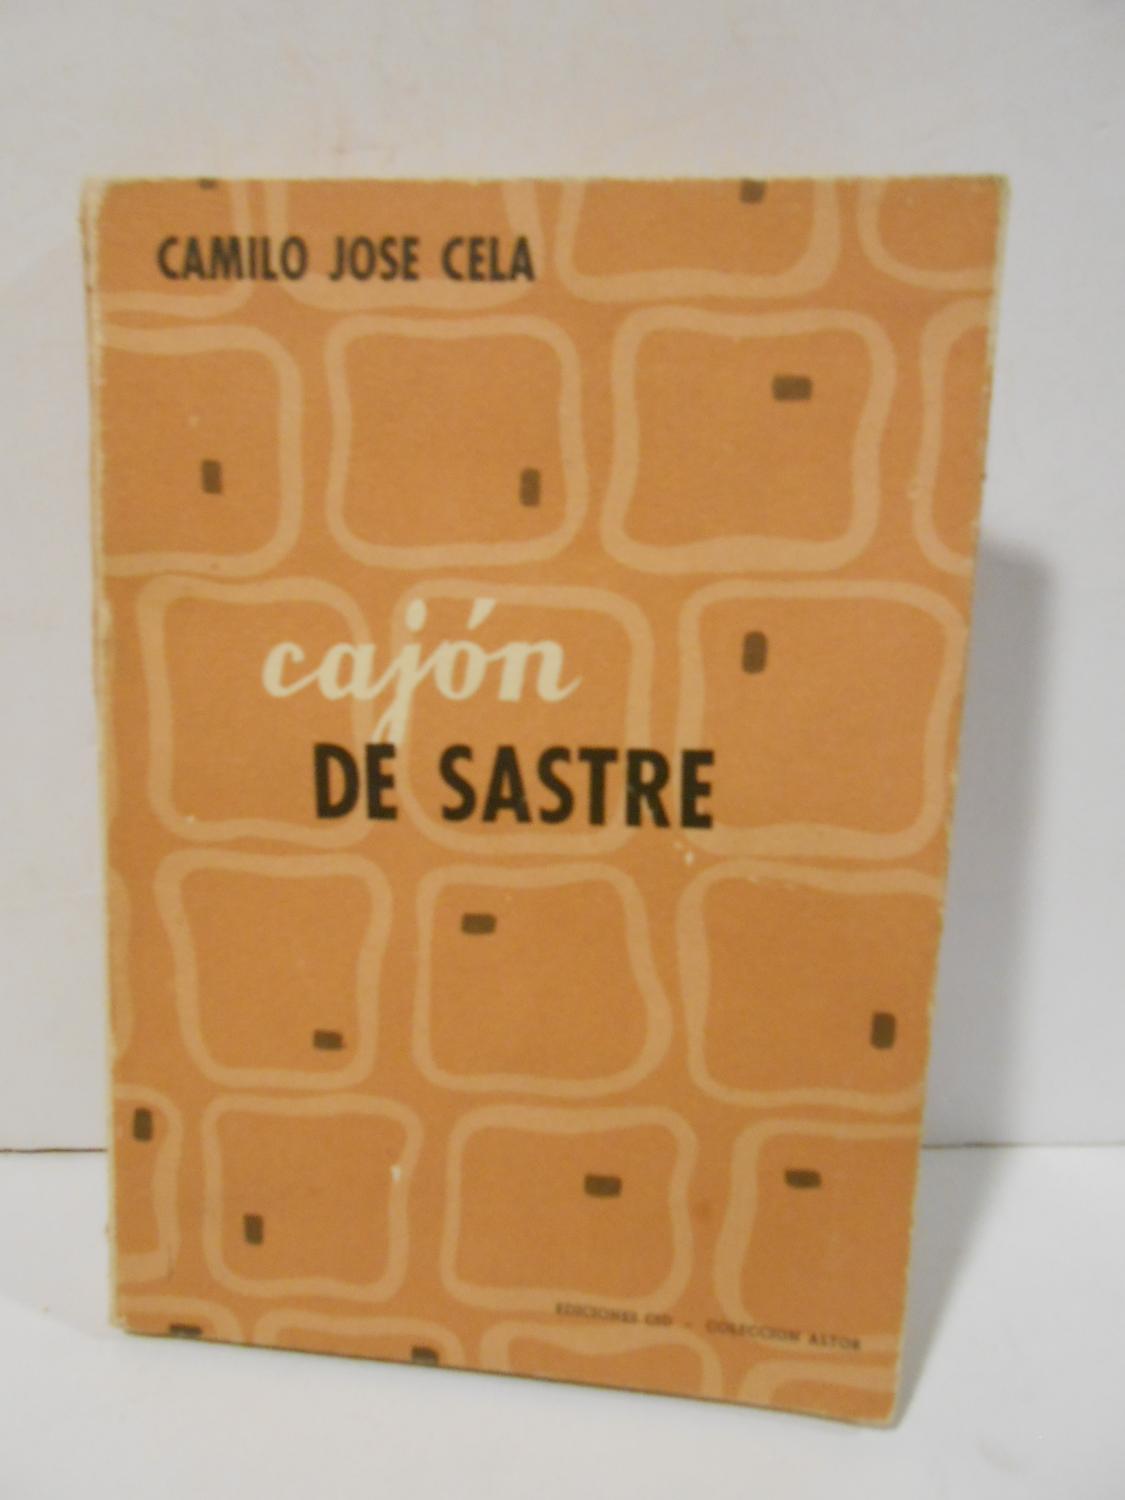 CAMILO JOSE CELA
cajón
DE SASTRE
EDICIONES CID - COLECCION ALTOR